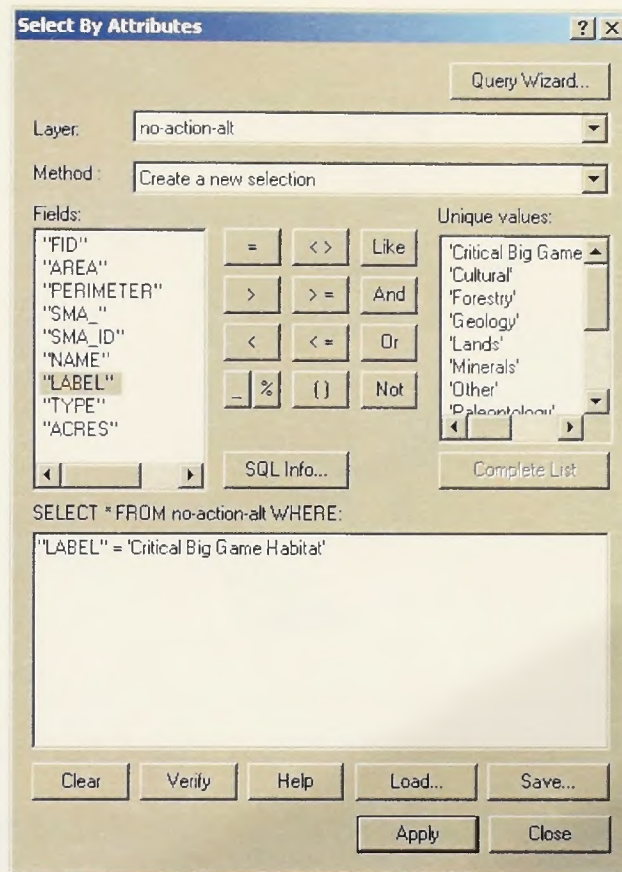 Select By Attributes ? X
Query Wizard...
Layer: no-action-alt
Method : Create a new selection
Fields:
"FID"
"AREA"
"PERIMETER"
"SMA_"
"SMA_ID"
"NAME"
"LABEL"
"TYPE"
"ACRES"
= < > Like
> > = And
< < = Or
_ % () Not
SQL Info...
Unique values:
'Critical Big Game
'Cultural'
'Forestry'
'Geology'
'Lands'
'Minerals'
'Other'
'Paleontology'
Complete List
SELECT * FROM no-action-alt WHERE:
"LABEL" = 'Critical Big Game Habitat'
Clear Verify Help Load... Save...
Apply Close